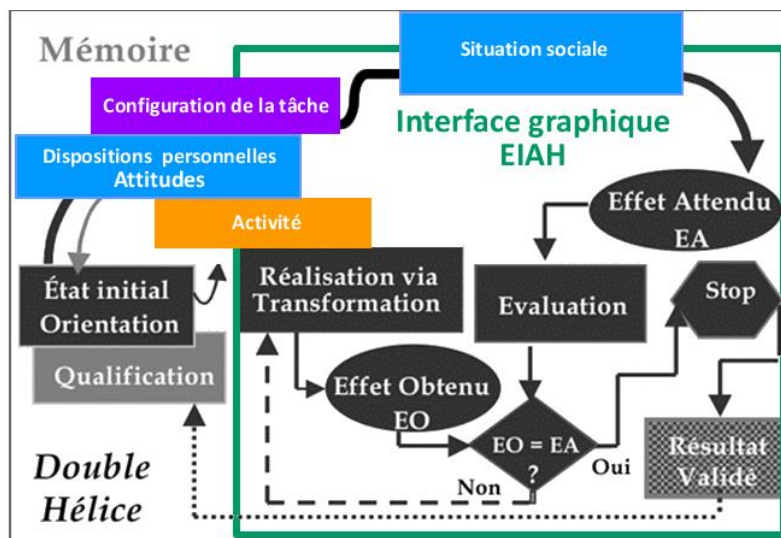 Mémoire
Situation sociale
Configuration de la tâche
Interface graphique
EIAH
Dispositions personnelles
Attitudes
Activité
Effet Attendu
EA
État initial
Orientation
Réalisation via
Transformation
Evaluation
Stop
Qualification
Effet Obtenu
EO
EO = EA
?
Oui
Non
Résultat
Validé
Double
Hélice